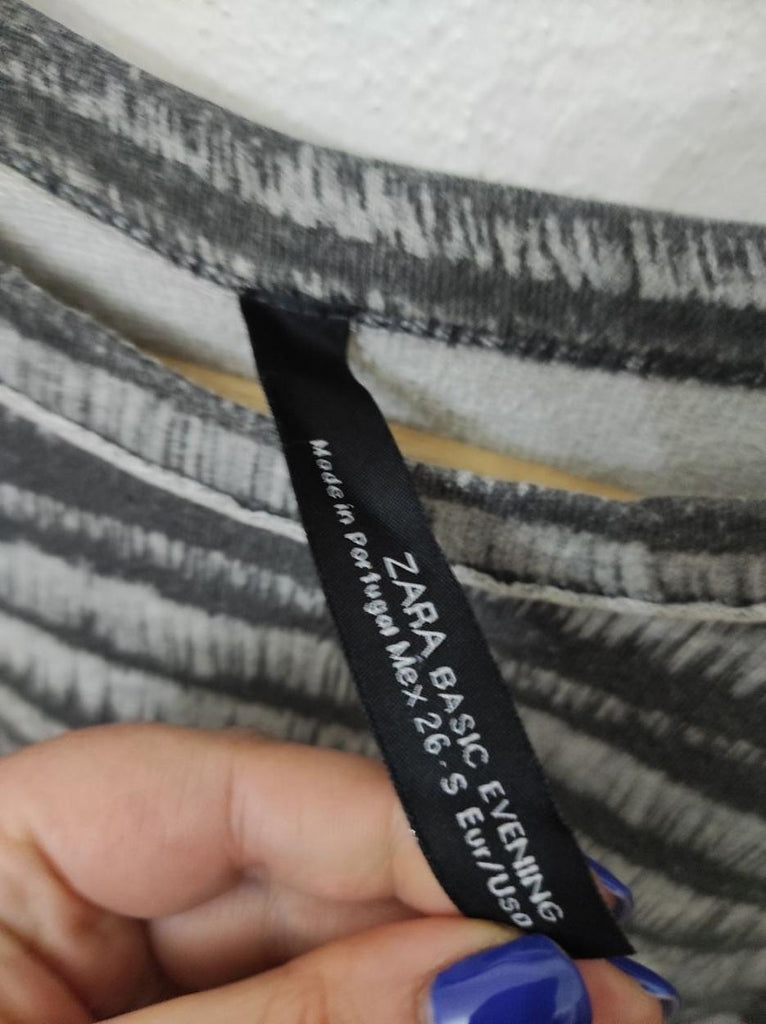 ZARA BASIC EVENING
Made in Portugal Mex 26·S Eur/Usa